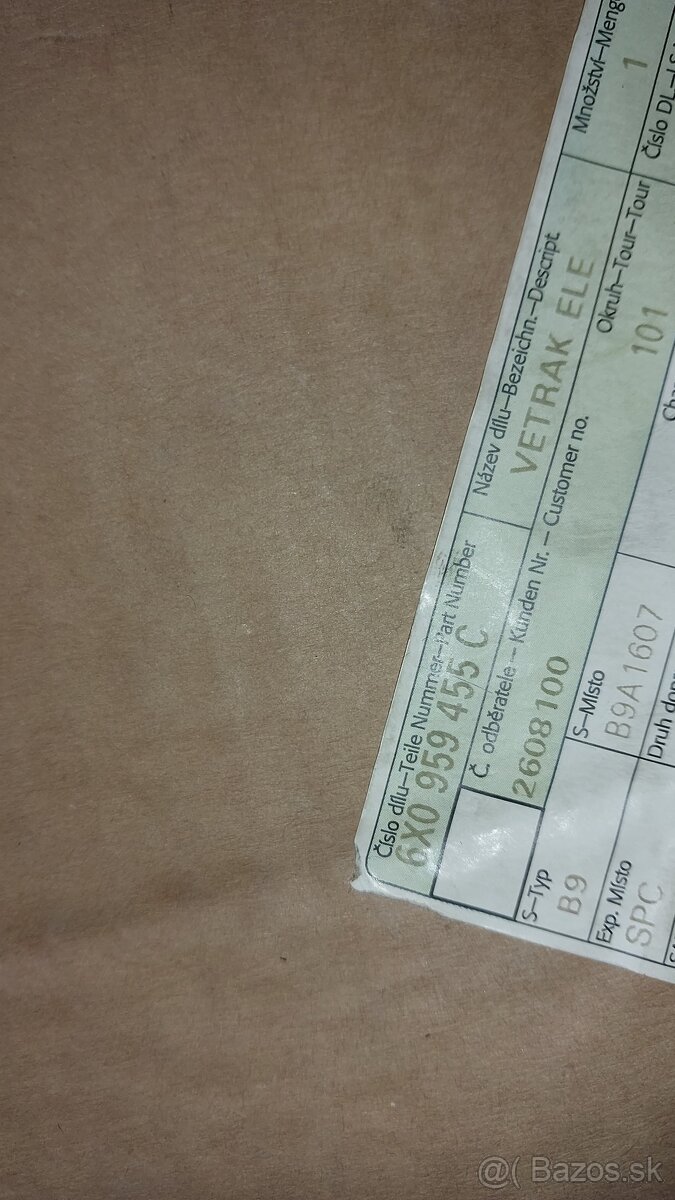 Číslo dílu–Teile Nummer–Part Number
6X0 959 455 C
Název dílu–Bezeichn.–Descript.
VETRAK ELE
Množství–Meng
1
Č. odběratele – Kunden Nr. – Customer no.
2608100
Okruh–Tour–Tour
101
Číslo DL–
S–Typ
B9
S–Místo
B9A1607
Exp. Místo
SPC
Druh dop
@( Bazos.sk